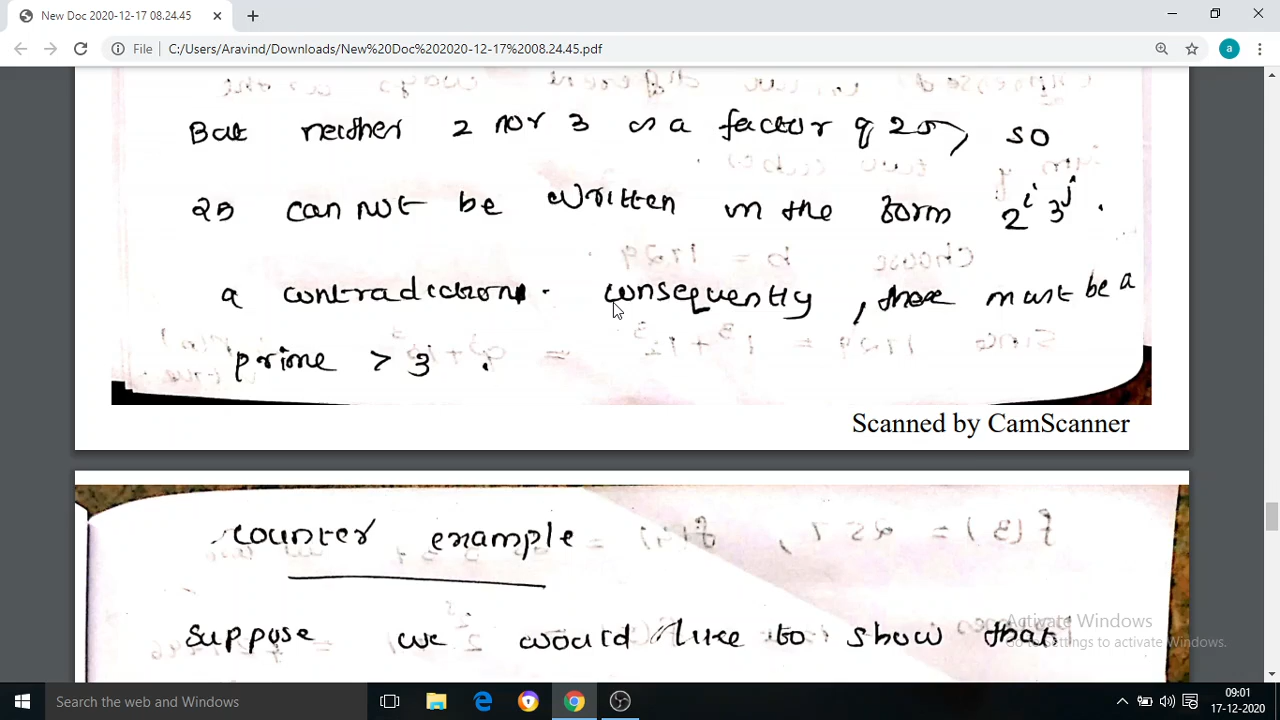 New Doc 2020-12-17 08.24.45
File C:/Users/Aravind/Downloads/New%20Doc%202020-12-17%2008.24.45.pdf
a
But neither 2 nor 3 is a factor of 25, so
25 can not be written in the form 2^i 3^j .
a contradiction. Consequently, there must be a
prime > 3 .
Scanned by CamScanner
counter example
Suppose we would like to show that
Activate Windows
Go to Settings to activate Windows.
Search the web and Windows
09:01
17-12-2020